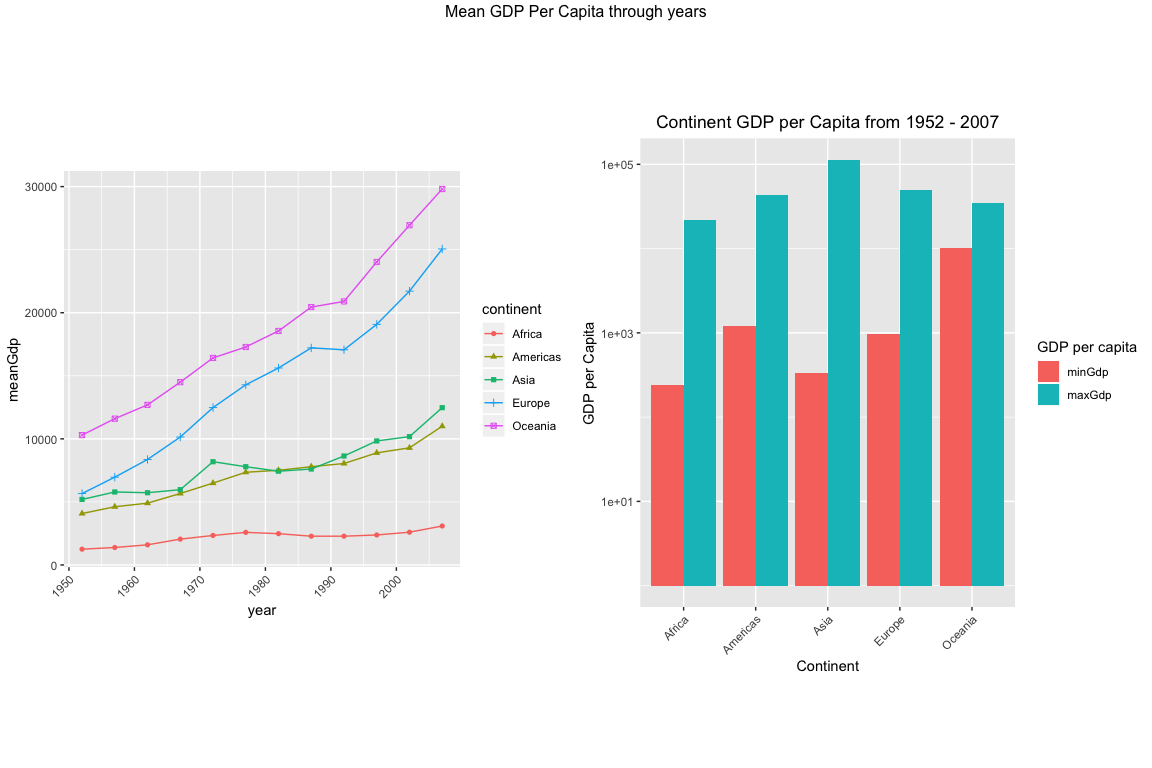 Mean GDP Per Capita through years
meanGdp
30000
20000
10000
0
1950
1960
1970
1980
1990
2000
year
continent
Africa
Americas
Asia
Europe
Oceania
Continent GDP per Capita from 1952 - 2007
GDP per Capita
1e+05
1e+03
1e+01
Africa
Americas
Asia
Europe
Oceania
Continent
GDP per capita
minGdp
maxGdp